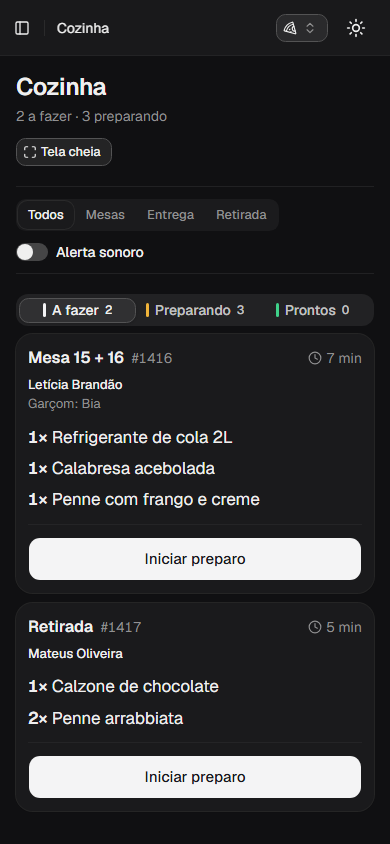 Cozinha
Cozinha
2 a fazer · 3 preparando
Tela cheia
Todos Mesas Entrega Retirada
Alerta sonoro
A fazer 2 Preparando 3 Prontos 0
Mesa 15 + 16 #1416 7 min
Letícia Brandão
Garçom: Bia
1× Refrigerante de cola 2L
1× Calabresa acebolada
1× Penne com frango e creme
Iniciar preparo
Retirada #1417 5 min
Mateus Oliveira
1× Calzone de chocolate
2× Penne arrabbiata
Iniciar preparo